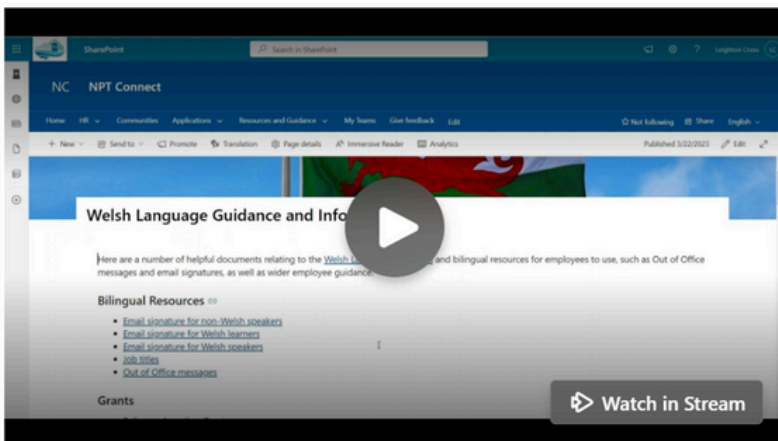 SharePoint
Search in SharePoint
Leighton Cross
NC NPT Connect
Home HR Communities Applications Resources and Guidance My Teams Give feedback Edit
Not following Share English
+ New Send to Promote Translation Page details Immersive Reader Analytics
Published 3/22/2023 Edit
Welsh Language Guidance and Info
Here are a number of helpful documents relating to the Welsh and bilingual resources for employees to use, such as Out of Office
messages and email signatures, as well as wider employee guidance.
Bilingual Resources
Email signature for non-Welsh speakers
Email signature for Welsh learners
Email signature for Welsh speakers
Job titles
Out of Office messages
Grants
Watch in Stream